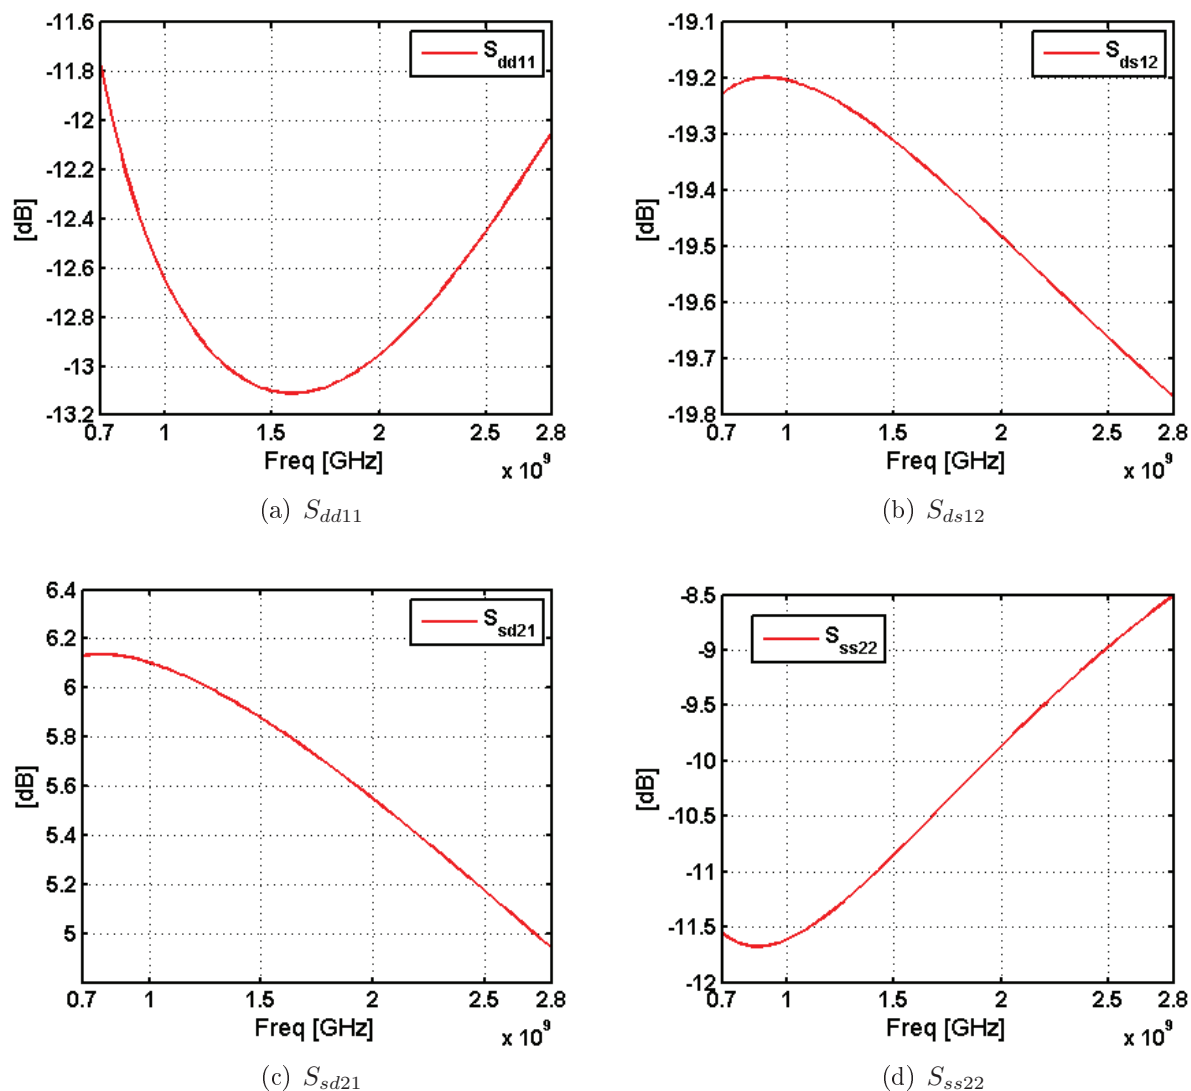 -11.6
-11.8
-12
-12.2
-12.4
-12.6
-12.8
-13
-13.2
[dB]
S_dd11
0.7 1 1.5 2 2.5 2.8
Freq [GHz]
x 10^9
(a) S_dd11
-19.1
-19.2
-19.3
-19.4
-19.5
-19.6
-19.7
-19.8
[dB]
S_ds12
0.7 1 1.5 2 2.5 2.8
Freq [GHz]
x 10^9
(b) S_ds12
6.4
6.2
6
5.8
5.6
5.4
5.2
5
[dB]
S_sd21
0.7 1 1.5 2 2.5 2.8
Freq [GHz]
x 10^9
(c) S_sd21
-8.5
-9
-9.5
-10
-10.5
-11
-11.5
-12
[dB]
S_ss22
0.7 1 1.5 2 2.5 2.8
Freq [GHz]
x 10^9
(d) S_ss22